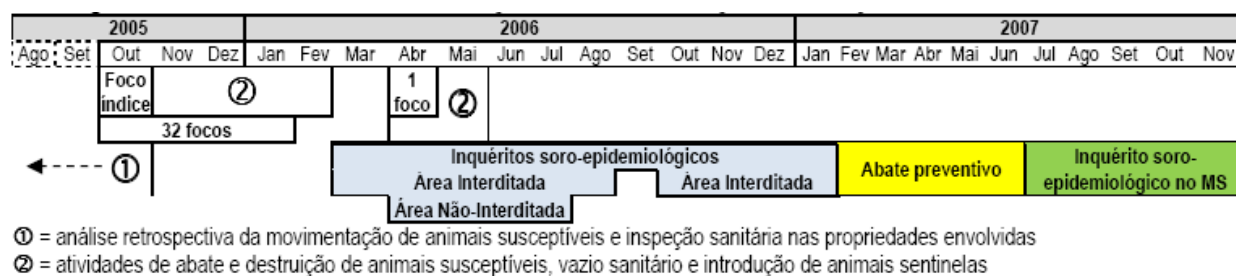 2005 2006 2007
Ago Set Out Nov Dez Jan Fev Mar Abr Mai Jun Jul Ago Set Out Nov Dez Jan Fev Mar Abr Mai Jun Jul Ago Set Out Nov
Foco índice ② 1 foco ②
32 focos
① Inquéritos soro-epidemiológicos Abate preventivo Inquérito soro-epidemiológico no MS
Área Interditada Área Interditada
Área Não-Interditada
① = análise retrospectiva da movimentação de animais susceptíveis e inspeção sanitária nas propriedades envolvidas
② = atividades de abate e destruição de animais susceptíveis, vazio sanitário e introdução de animais sentinelas